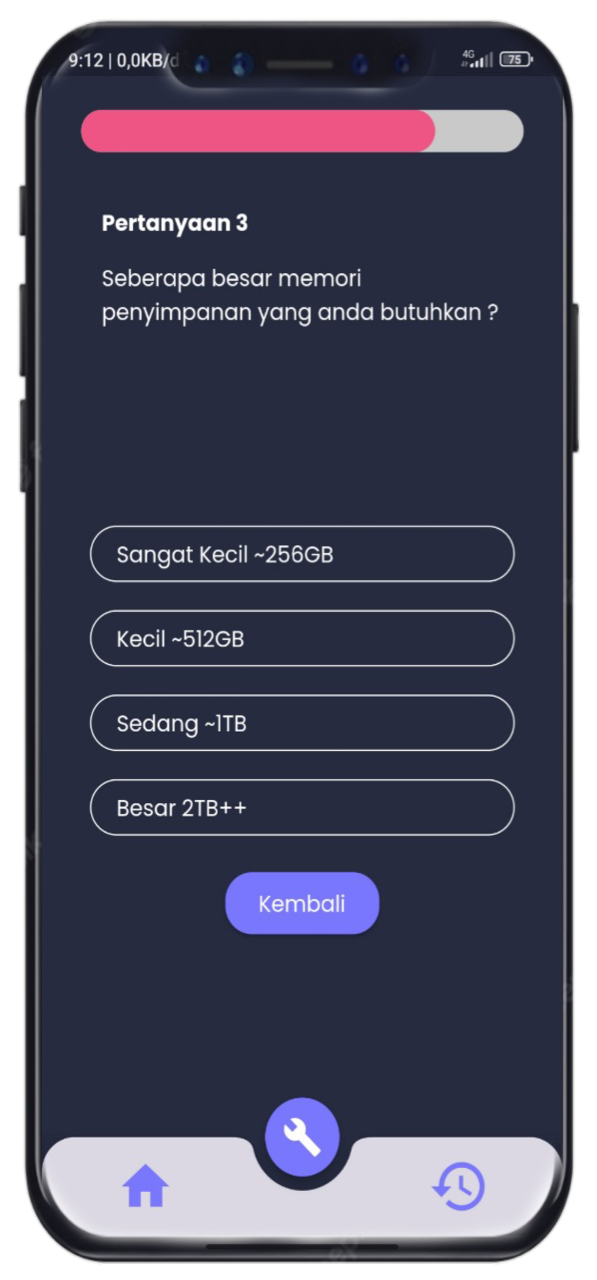 9:12 | 0,0KB/d
4G
75
Pertanyaan 3
Seberapa besar memori
penyimpanan yang anda butuhkan ?
Sangat Kecil ~256GB
Kecil ~512GB
Sedang ~1TB
Besar 2TB++
Kembali